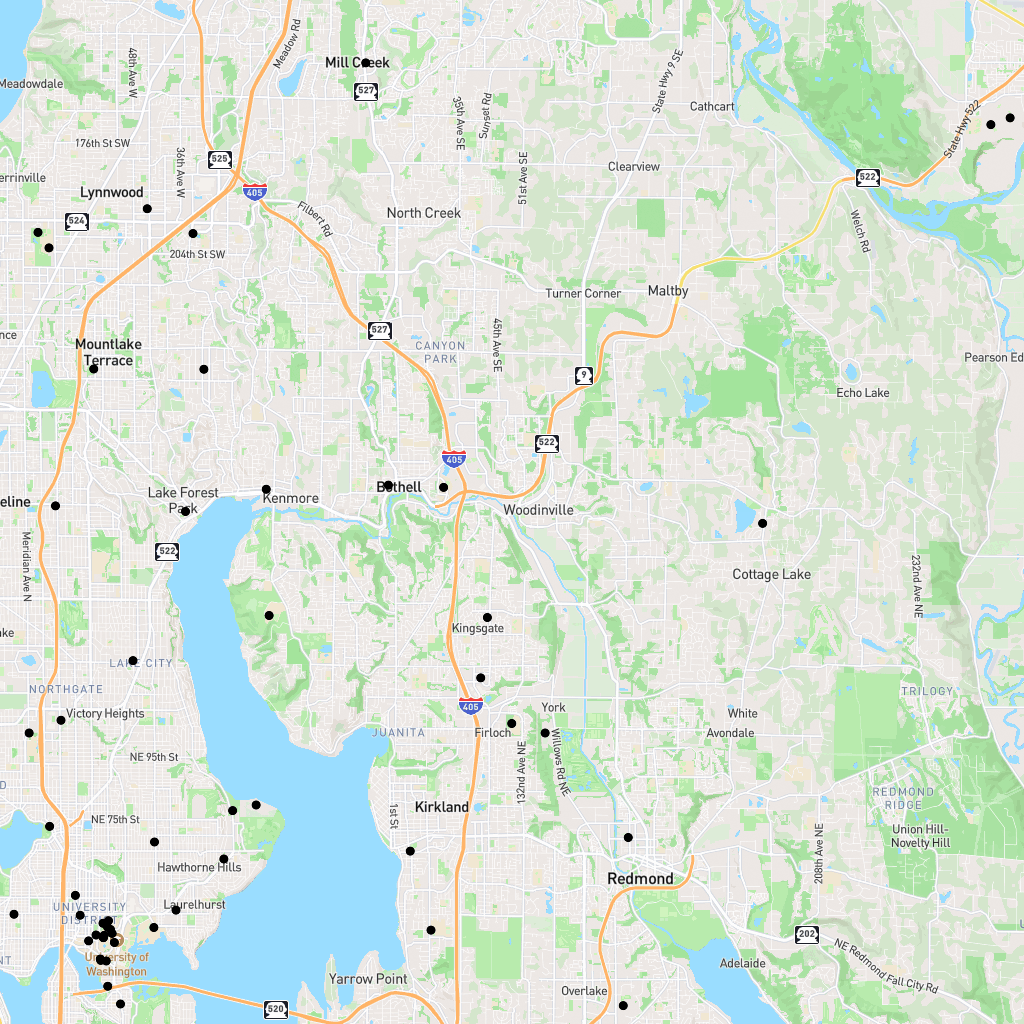 Meadow Rd
48th Ave W
Mill Creek
Meadowdale
527
State Hwy 9 SE
35th Ave SE
Sunset Rd
Cathcart
State Hwy 522
176th St SW
36th Ave W
525
51st Ave SE
Clearview
errinville
522
Lynnwood
405
524
Filbert Rd
North Creek
Welch Rd
204th St SW
Turner Corner
Maltby
527
45th Ave SE
nce
Mountlake
Terrace
CANYON
PARK
Pearson Ed
9
Echo Lake
522
405
Bothell
Lake Forest
Park
Kenmore
eline
Woodinville
522
Meridian Ave N
Cottage Lake
232nd Ave NE
ake
Kingsgate
LAKE CITY
NORTHGATE
TRILOGY
405
York
Victory Heights
White
Avondale
JUANITA
Firloch
Willows Rd NE
132nd Ave NE
NE 95th St
D
REDMOND
RIDGE
Kirkland
1st St
NE 75th St
Union Hill-
Novelty Hill
208th Ave NE
Hawthorne Hills
Redmond
UNIVERSITY
DISTRICT
Laurelhurst
202
NE Redmond Fall City Rd
University of
Washington
NT
Adelaide
Yarrow Point
Overlake
520